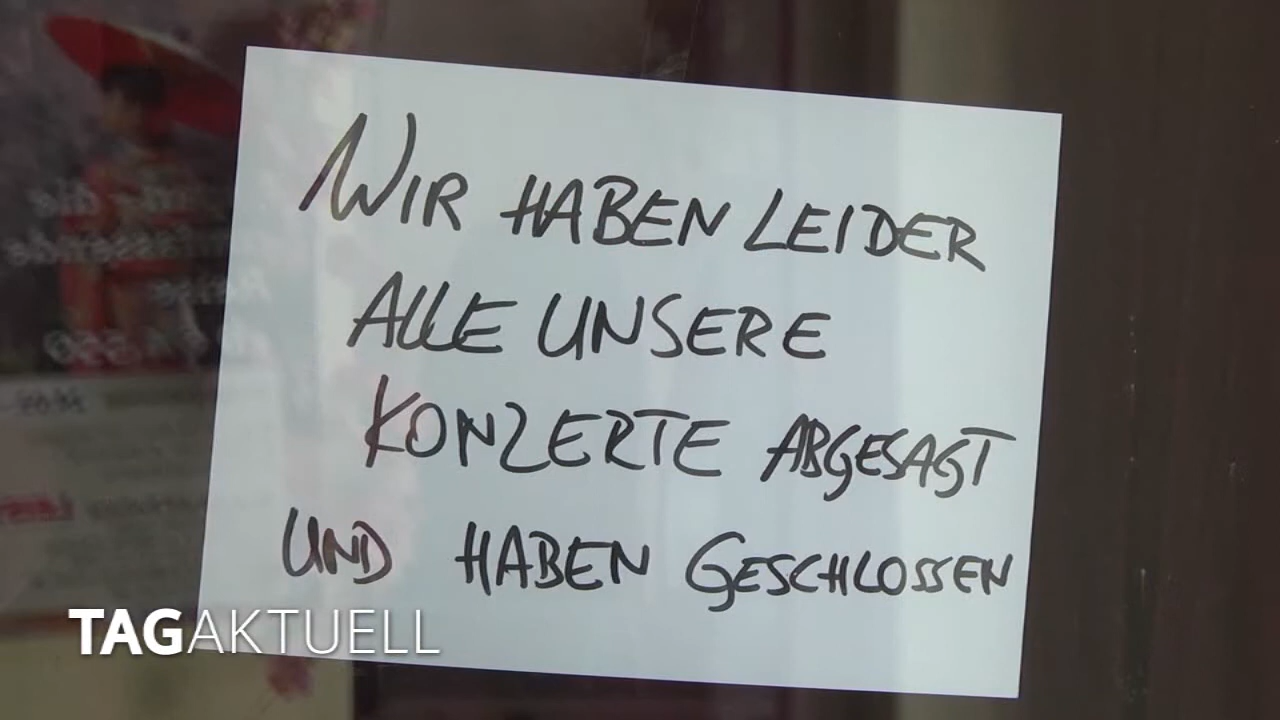 WIR HABEN LEIDER
ALLE UNSERE
KONZERTE ABGESAGT
UND HABEN GESCHLOSSEN
TAGAKTUELL